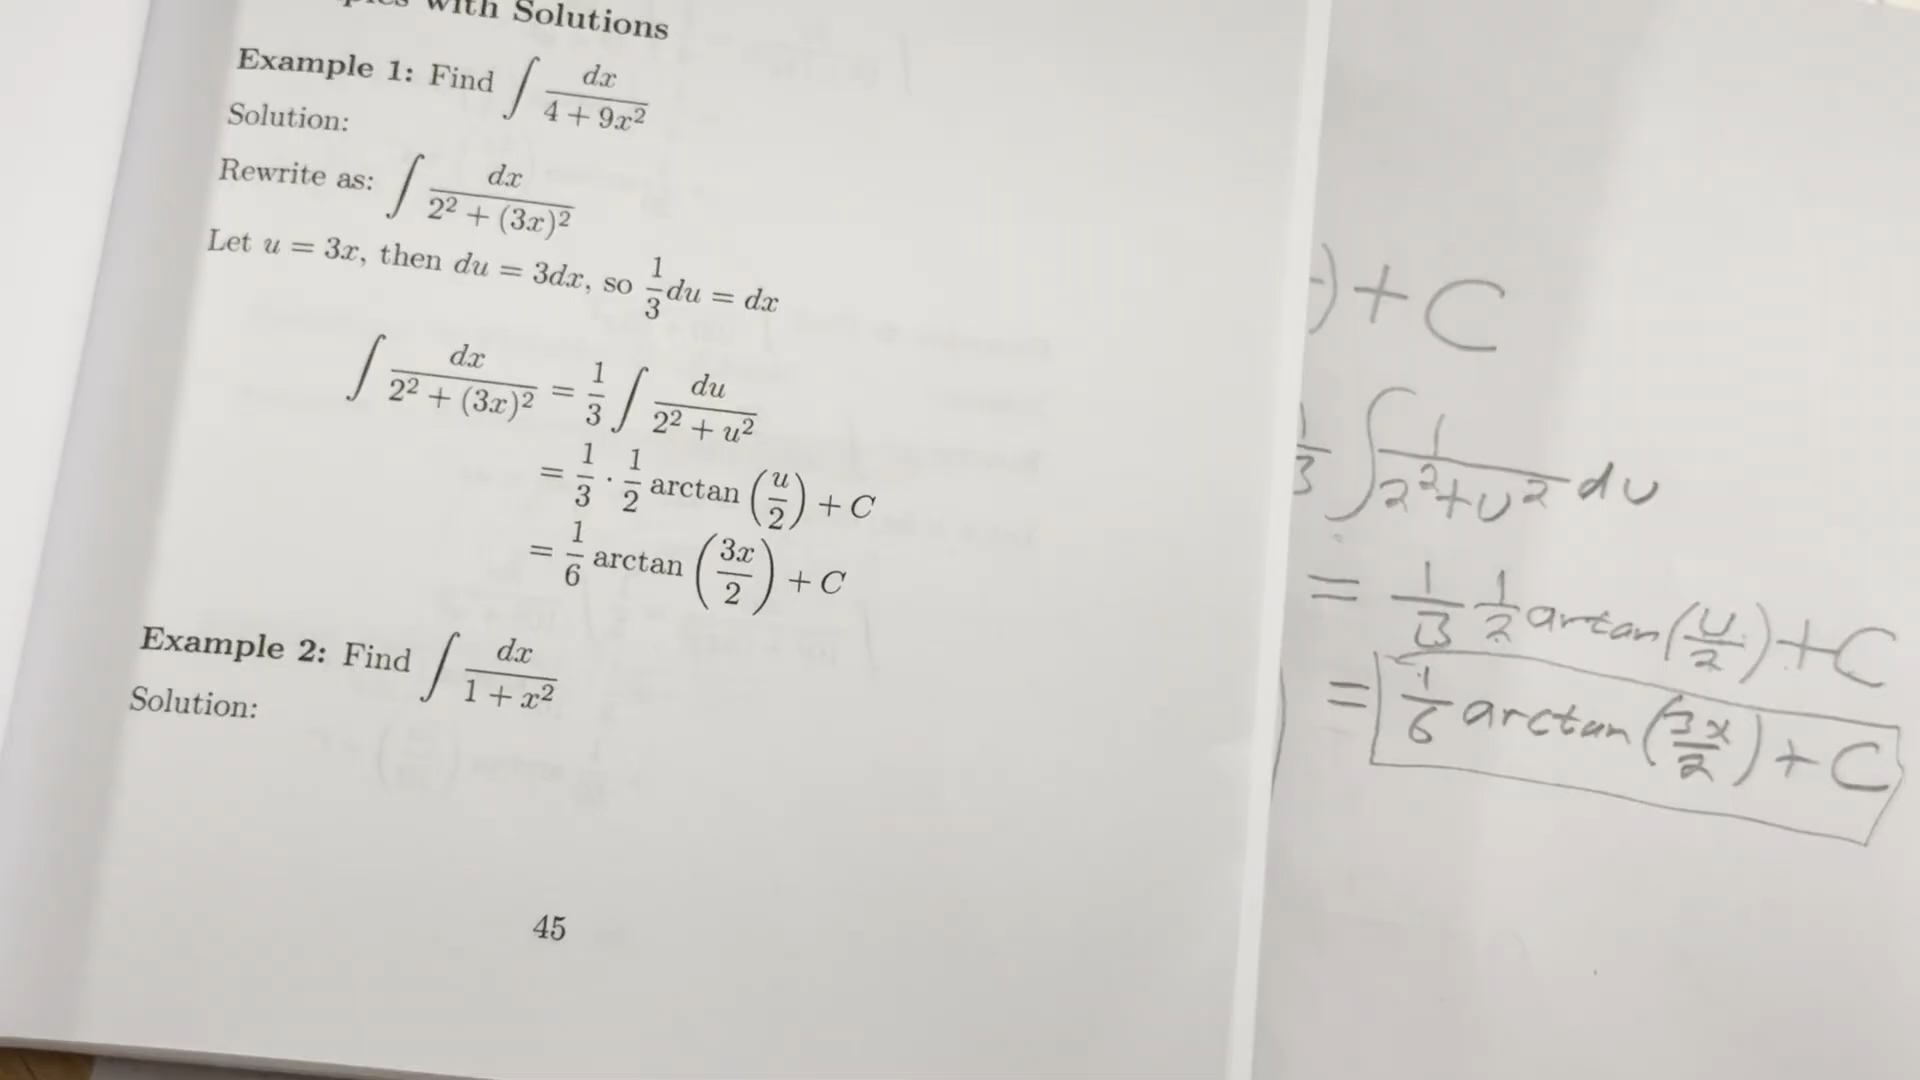 with Solutions
Example 1: Find ∫ dx / (4 + 9x²)
Solution:
Rewrite as: ∫ dx / (2² + (3x)²)
Let u = 3x, then du = 3dx, so 1/3 du = dx
∫ dx / (2² + (3x)²) = 1/3 ∫ du / (2² + u²)
= 1/3 · 1/2 arctan (u/2) + C
= 1/6 arctan (3x/2) + C
Example 2: Find ∫ dx / (1 + x²)
Solution:
45
) + C
1/3 ∫ 1 / (2² + u²) du
= 1/3 1/2 artan(u/2) + C
= 1/6 arctan(3x/2) + C